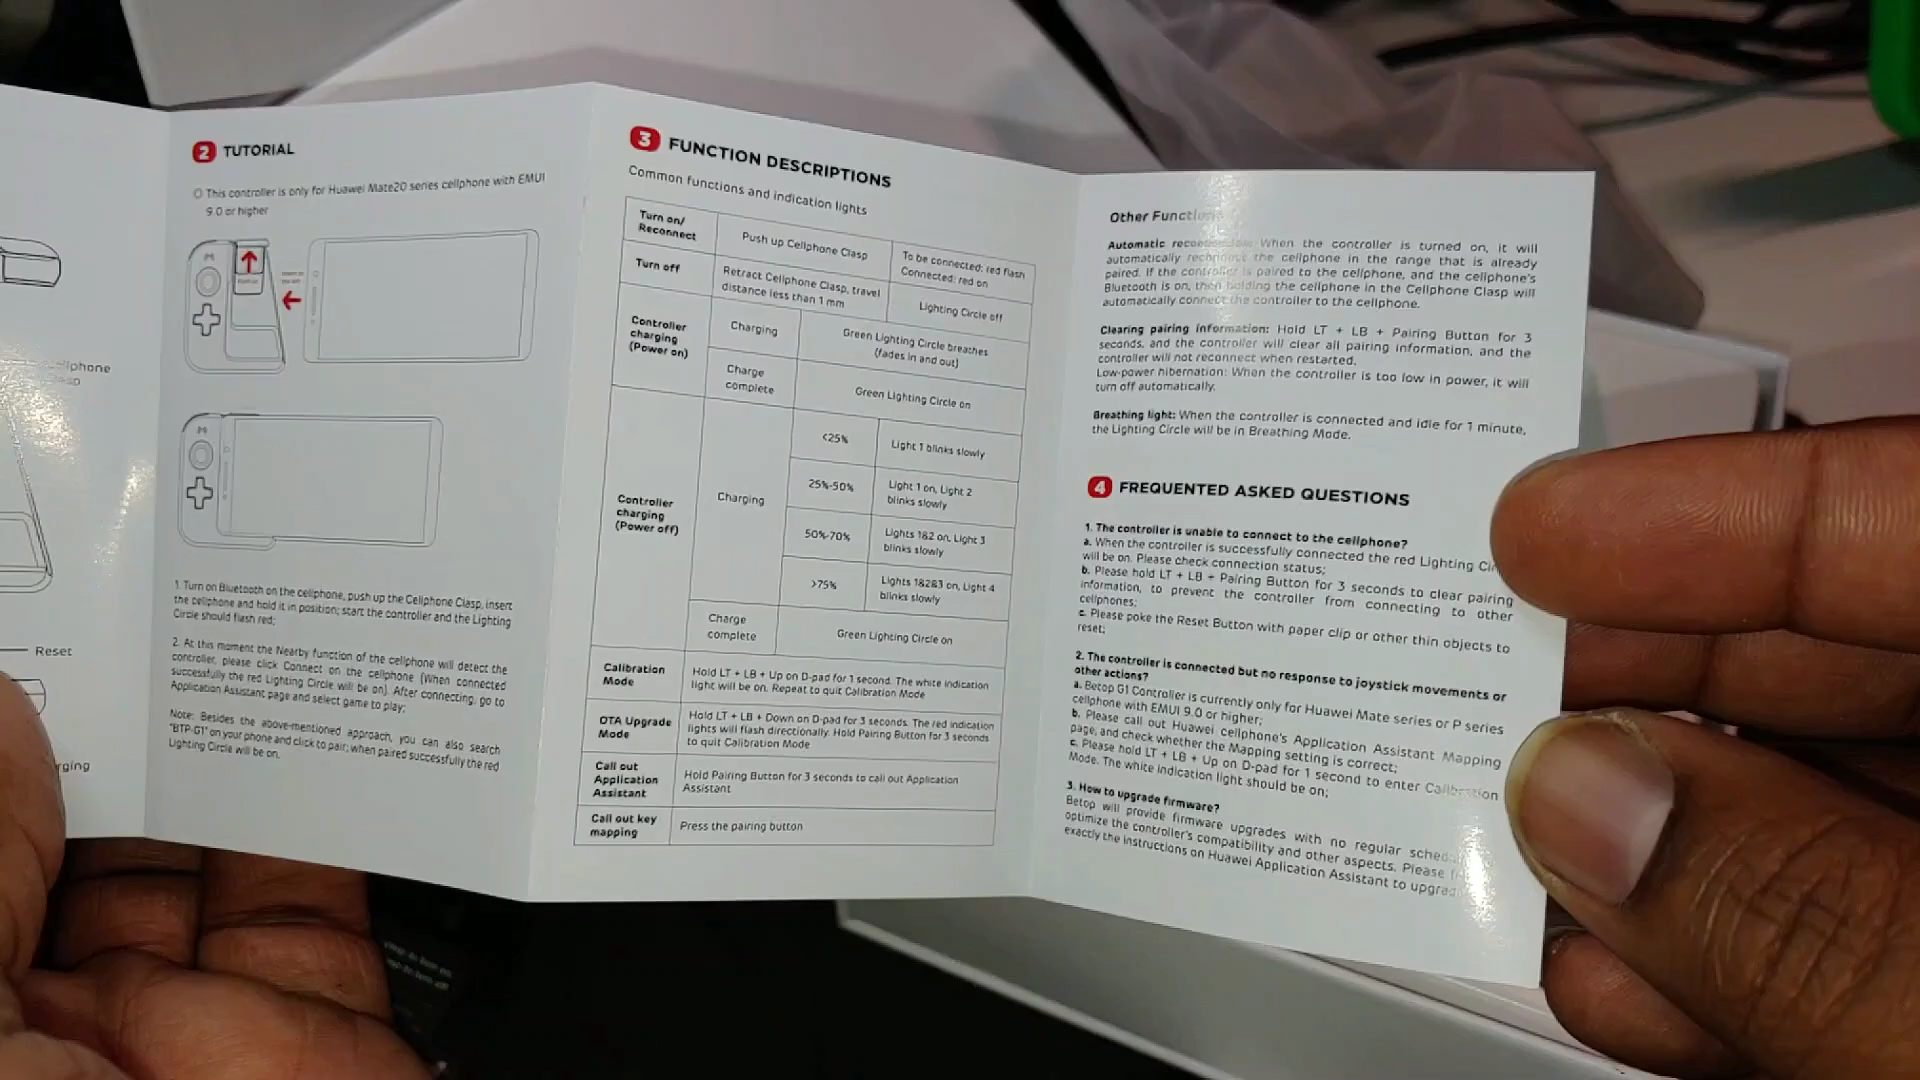 Reset
2 TUTORIAL
This controller is only for Huawei Mate20 series cellphone with EMUI
9.0 or higher
1. Turn on Bluetooth on the cellphone, push up the Cellphone Clasp, insert
the cellphone and hold it in position; start the controller and the Lighting
Circle should flash red;
2. At this moment the Nearby function of the cellphone will detect the
controller, please click Connect on the cellphone (When connected
successfully the red Lighting Circle will be on). After connecting, go to
Application Assistant page and select game to play;
Note: Besides the above-mentioned approach, you can also search
"BTP-G1" on your phone and click to pair; when paired successfully the red
Lighting Circle will be on.
3 FUNCTION DESCRIPTIONS
Common functions and indication lights
Turn on/
Reconnect
Push up Cellphone Clasp
To be connected: red flash
Connected: red on
Turn off
Retract Cellphone Clasp, travel
distance less than 1 mm
Lighting Circle off
Controller
charging
(Power on)
Charging
Green Lighting Circle breaches
(fades in and out)
Charge
complete
Green Lighting Circle on
Controller
charging
(Power off)
Charging
<25%
Light 1 blinks slowly
25%-50%
Light 1 on, Light 2
blinks slowly
50%-70%
Lights 1&2 on, Light 3
blinks slowly
>75%
Lights 1&2&3 on, Light 4
blinks slowly
Charge
complete
Green Lighting Circle on
Calibration
Mode
Hold LT + LB + Up on D-pad for 1 second. The white indication
light will be on. Repeat to quit Calibration Mode
OTA Upgrade
Mode
Hold LT + LB + Down on D-pad for 3 seconds. The red indication
lights will flash directionally. Hold Pairing Button for 3 seconds
to quit Calibration Mode
Call out
Application
Assistant
Hold Pairing Button for 3 seconds to call out Application
Assistant
Call out key
mapping
Press the pairing button
Other
Automatic When the controller is turned on, it will
automatically the cellphone in the range that is already
paired. If the controller is paired to the cellphone, and the cellphone's
Bluetooth is on, then holding the cellphone in the Cellphone Clasp will
automatically connect the controller to the cellphone.
Clearing pairing information: Hold LT + LB + Pairing Button for 3
seconds, and the controller will clear all pairing information, and the
controller will not reconnect when restarted.
Low-power hibernation: When the controller is too low in power, it will
turn off automatically.
Breathing light: When the controller is connected and idle for 1 minute,
the Lighting Circle will be in Breathing Mode.
4 FREQUENTED ASKED QUESTIONS
1. The controller is unable to connect to the cellphone?
a. When the controller is successfully connected the red Lighting
will be on. Please check connection status;
b. Please hold LT + LB + Pairing Button for 3 seconds to clear pairing
information, to prevent the controller from connecting to other
cellphones;
c. Please poke the Reset Button with paper clip or other thin objects to
reset;
2. The controller is connected but no response to joystick movements or
other actions?
a. Betop G1 Controller is currently only for Huawei Mate series or P series
cellphone with EMUI 9.0 or higher;
b. Please call out Huawei cellphone's Application Assistant Mapping
page, and check whether the Mapping setting is correct;
c. Please hold LT + LB + Up on D-pad for 1 second to enter Calibration
Mode. The white indication light should be on;
3. How to upgrade firmware?
Betop will provide firmware upgrades with no regular
optimize the controller's compatibility and other aspects. Please
exactly the instructions on Huawei Application Assistant to